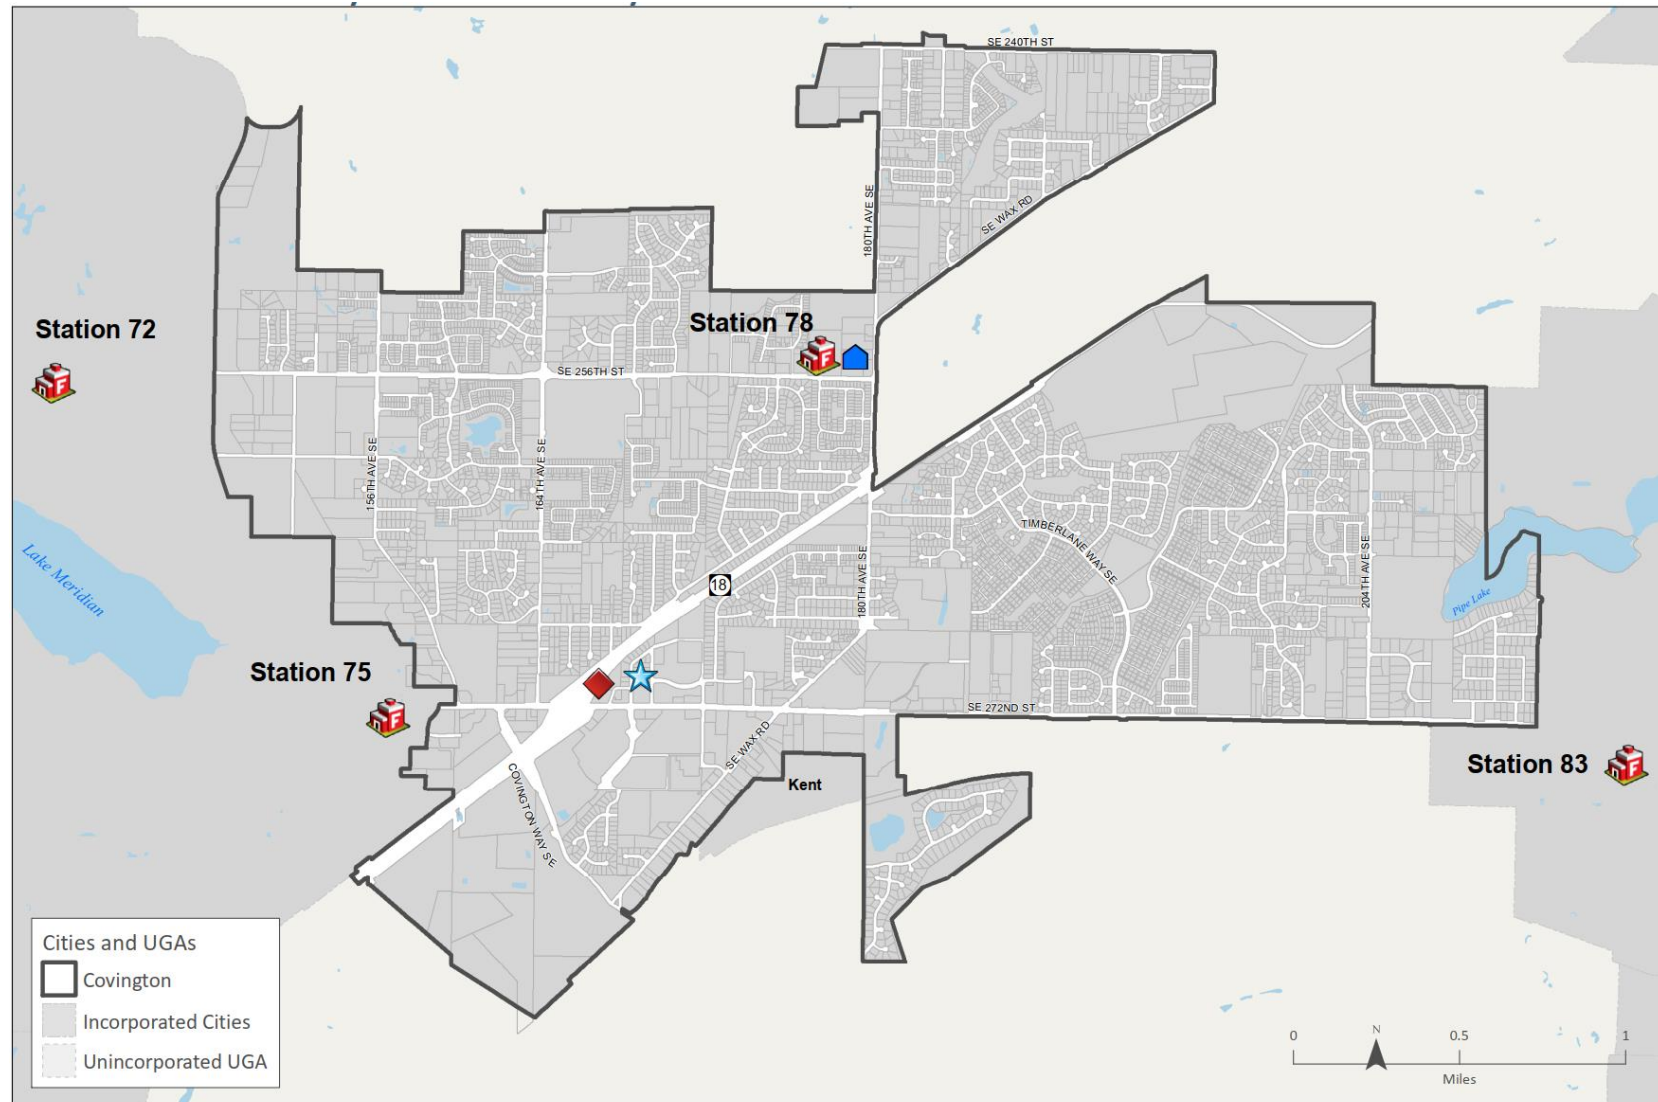 SE 240TH ST
180TH AVE SE
SE WAX RD
Station 72
Station 78
SE 256TH ST
156TH AVE SE
164TH AVE SE
TIMBERLANE WAY SE
Lake Meridian
18
180TH AVE SE
204TH AVE SE
Pipe Lake
Station 75
SE 272ND ST
SE WAX RD
COVINGTON WAY SE
Kent
Station 83
Cities and UGAs
Covington
Incorporated Cities
Unincorporated UGA
N
0 0.5 1
Miles